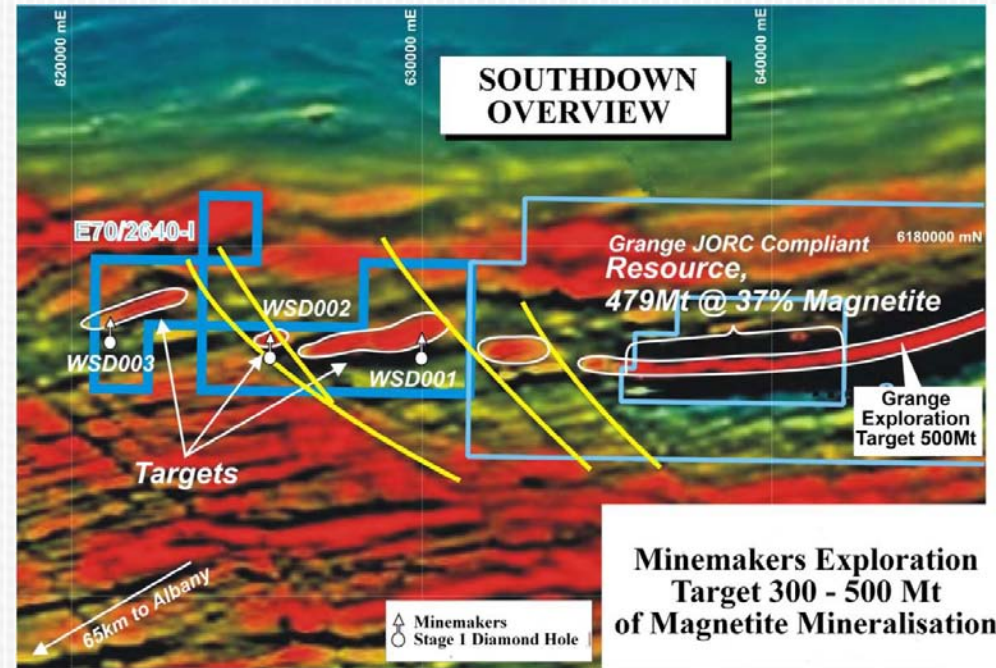 620000 mE
630000 mE
640000 mE
SOUTHDOWN
OVERVIEW
E70/2640-I
6180000 mN
Grange JORC Compliant
Resource,
479Mt @ 37% Magnetite
WSD002
WSD003
WSD001
Targets
Grange
Exploration
Target 500Mt
65km to Albany
Minemakers
Stage 1 Diamond Hole
Minemakers Exploration
Target 300 - 500 Mt
of Magnetite Mineralisation